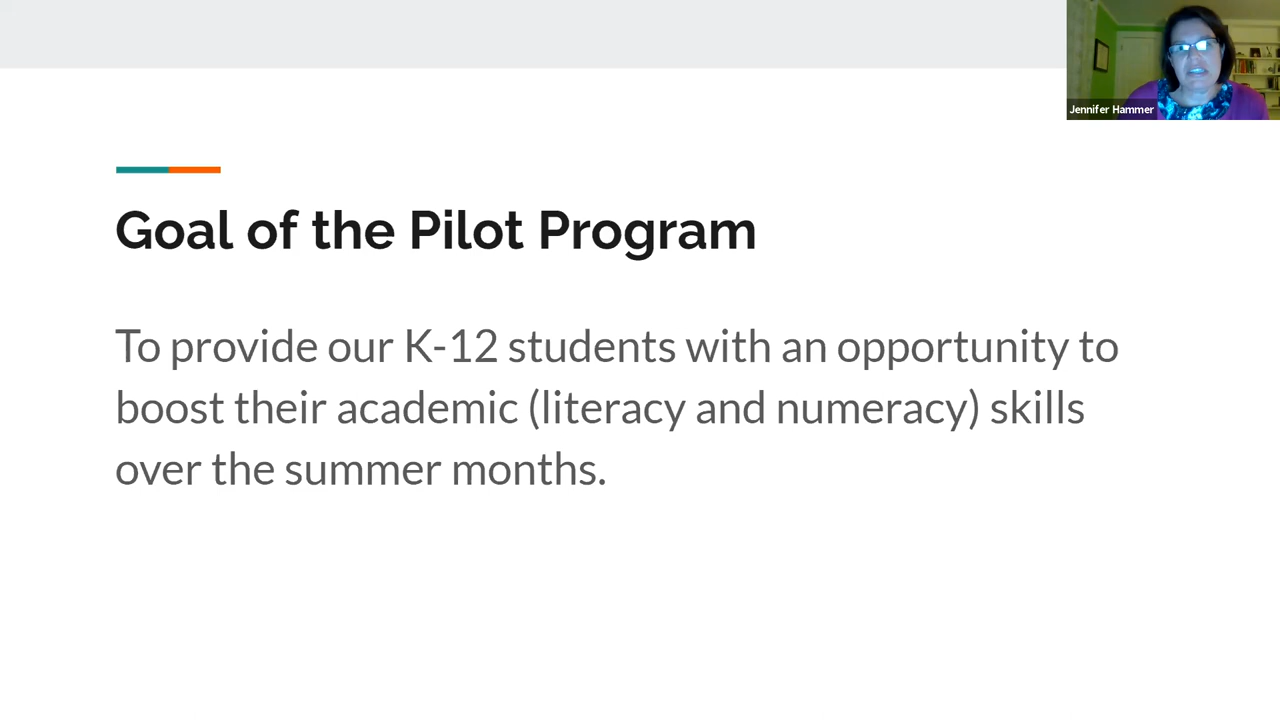 Jennifer Hammer
Goal of the Pilot Program
To provide our K-12 students with an opportunity to
boost their academic (literacy and numeracy) skills
over the summer months.